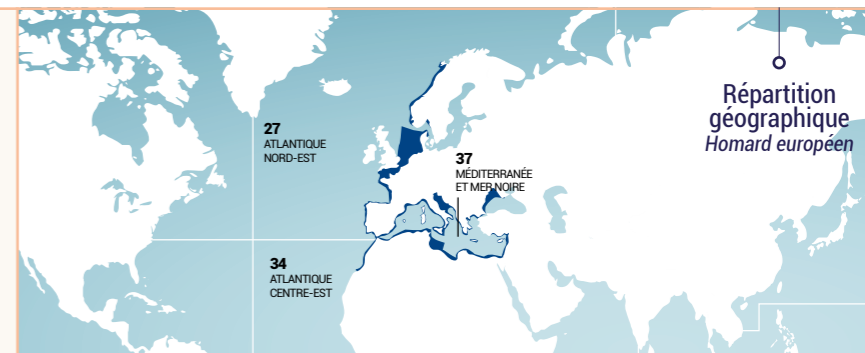 Répartition
géographique
Homard européen
27
ATLANTIQUE
NORD-EST
37
MÉDITERRANÉE
ET MER NOIRE
34
ATLANTIQUE
CENTRE-EST